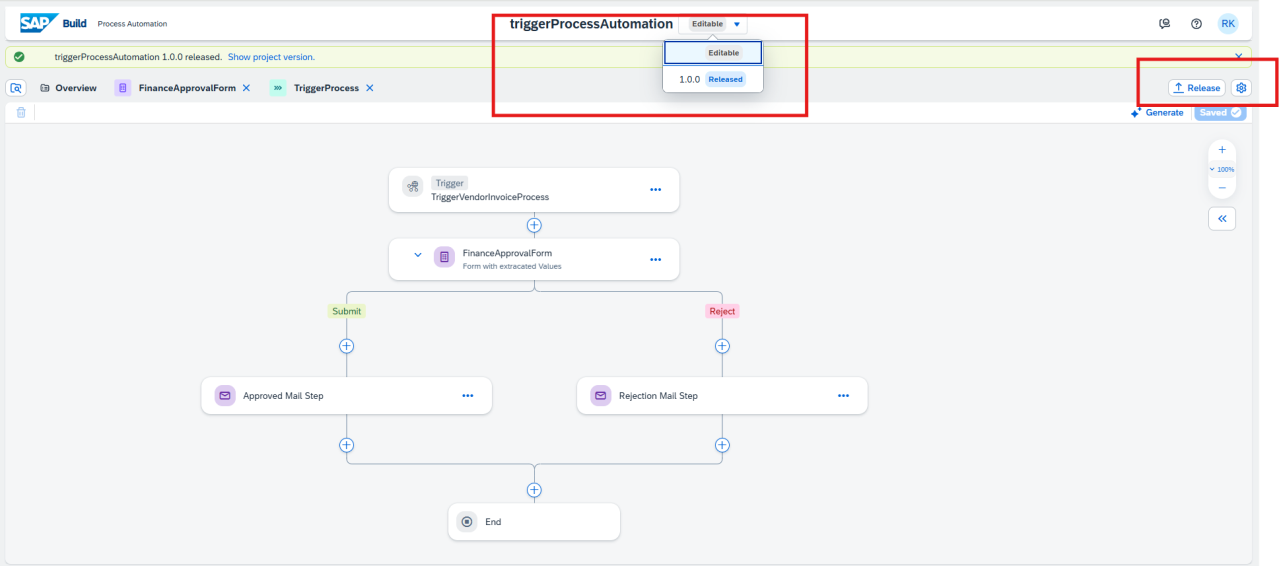 SAP Build Process Automation
triggerProcessAutomation Editable
RK
Editable
1.0.0 Released
triggerProcessAutomation 1.0.0 released. Show project version.
Overview FinanceApprovalForm TriggerProcess
Release
Generate Saved
100%
Trigger
TriggerVendorInvoiceProcess
FinanceApprovalForm
Form with extracated Values
Submit Reject
Approved Mail Step Rejection Mail Step
End